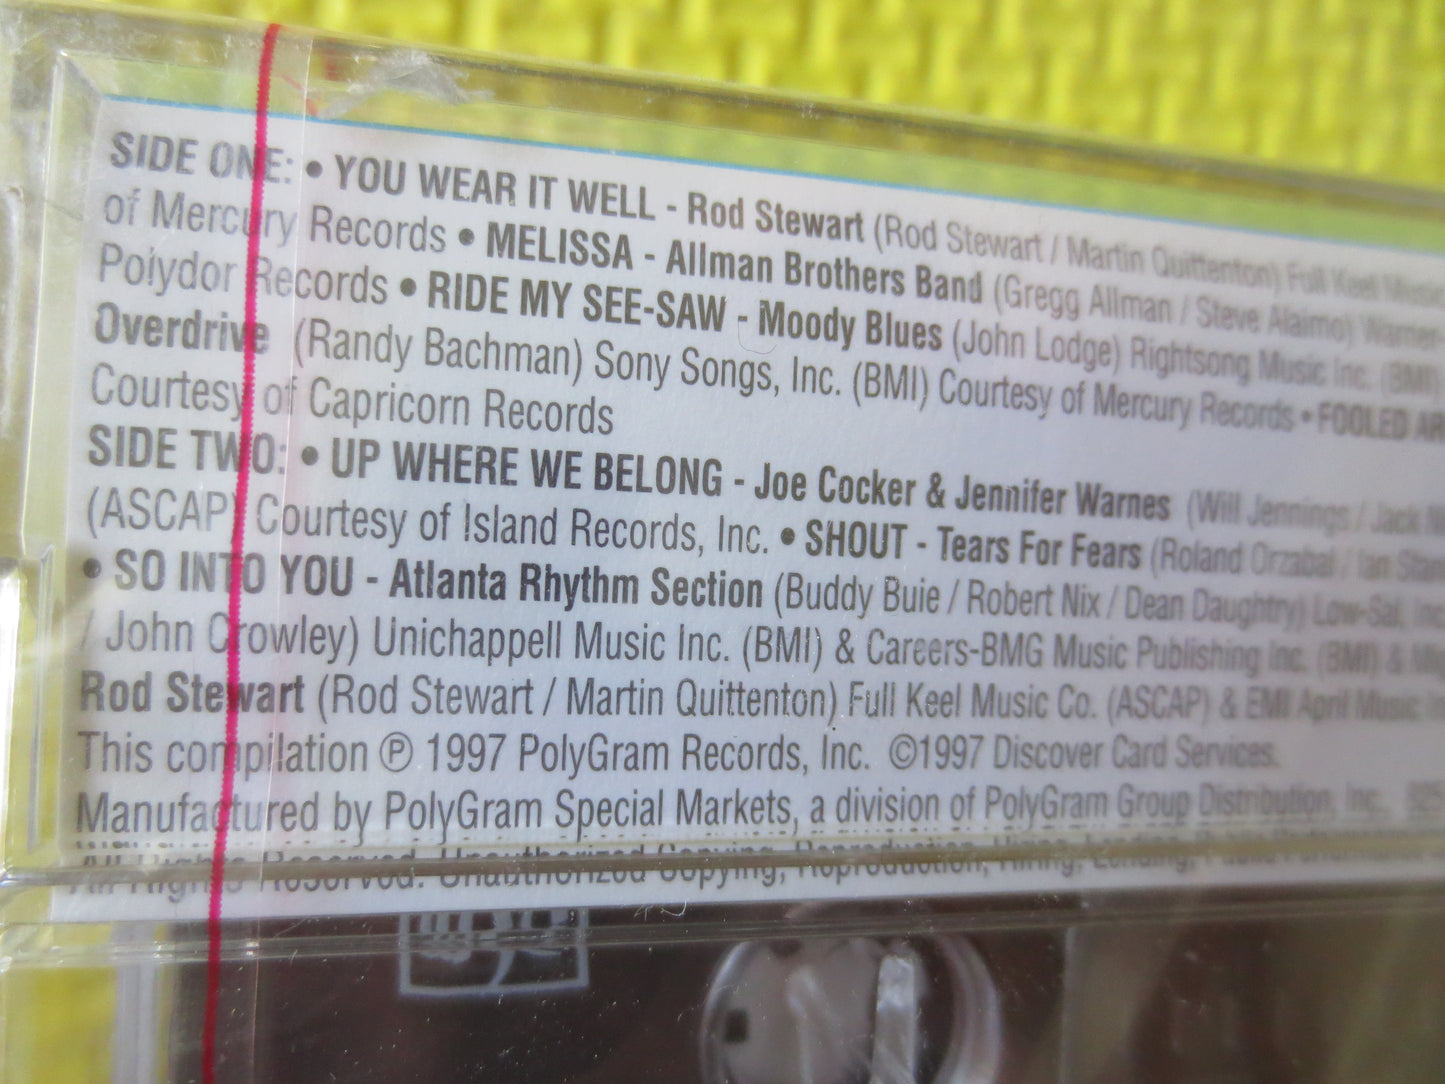 SIDE ONE: • YOU WEAR IT WELL - Rod Stewart (Rod Stewart / Martin Quittenton) Full Keel Music
of Mercury Records • MELISSA - Allman Brothers Band (Gregg Allman / Steve Alaimo) Warner-
Polydor Records • RIDE MY SEE-SAW - Moody Blues (John Lodge) Rightsong Music Inc. (BMI)
Overdrive (Randy Bachman) Sony Songs, Inc. (BMI) Courtesy of Mercury Records • FOOLED
Courtesy of Capricorn Records
SIDE TWO: • UP WHERE WE BELONG - Joe Cocker & Jennifer Warnes (Will Jennings / Jack
(ASCAP) Courtesy of Island Records, Inc. • SHOUT - Tears For Fears (Roland Orzabal / Ian
• SO INTO YOU - Atlanta Rhythm Section (Buddy Buie / Robert Nix / Dean Daughtry) Low-Sal, Inc
/ John Crowley) Unichappell Music Inc. (BMI) & Careers-BMG Music Publishing Inc. (BMI) &
Rod Stewart (Rod Stewart / Martin Quittenton) Full Keel Music Co. (ASCAP) & EMI April Music
This compilation ℗ 1997 PolyGram Records, Inc. ©1997 Discover Card Services.
Manufactured by PolyGram Special Markets, a division of PolyGram Group Distribution, Inc.
All Rights Reserved. Unauthorized Copying, Reproduction, Hiring, Lending, Public